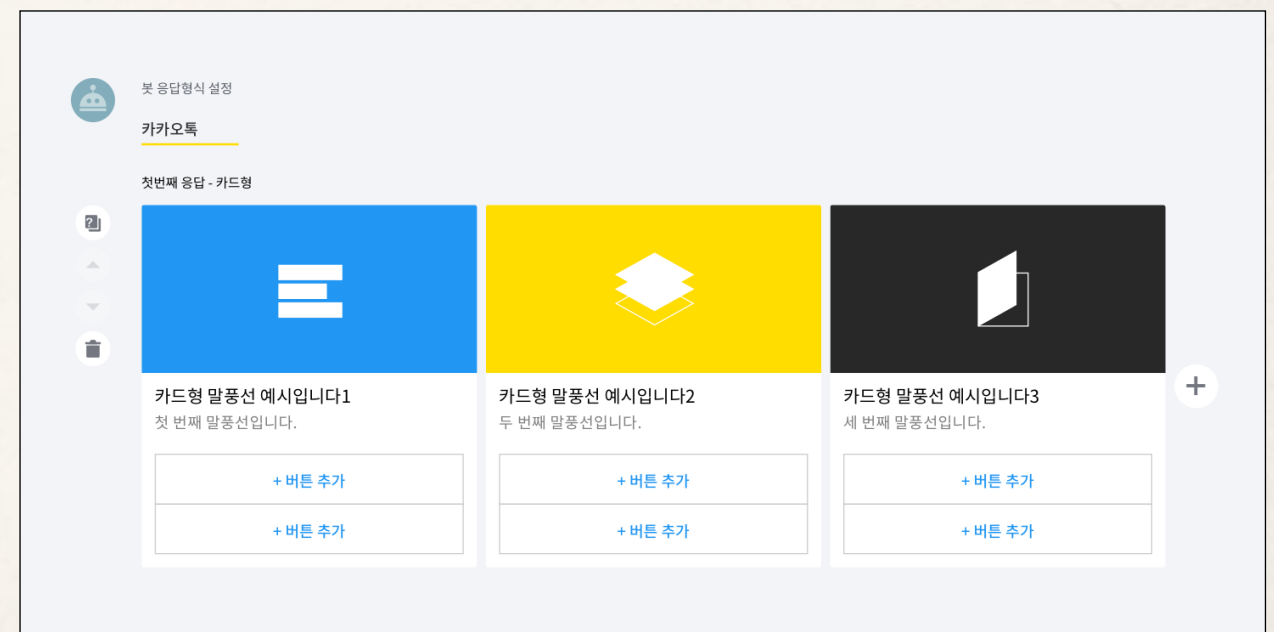 봇 응답형식 설정
카카오톡
첫번째 응답 - 카드형
카드형 말풍선 예시입니다1
첫 번째 말풍선입니다.
+ 버튼 추가
+ 버튼 추가
카드형 말풍선 예시입니다2
두 번째 말풍선입니다.
+ 버튼 추가
+ 버튼 추가
카드형 말풍선 예시입니다3
세 번째 말풍선입니다.
+ 버튼 추가
+ 버튼 추가